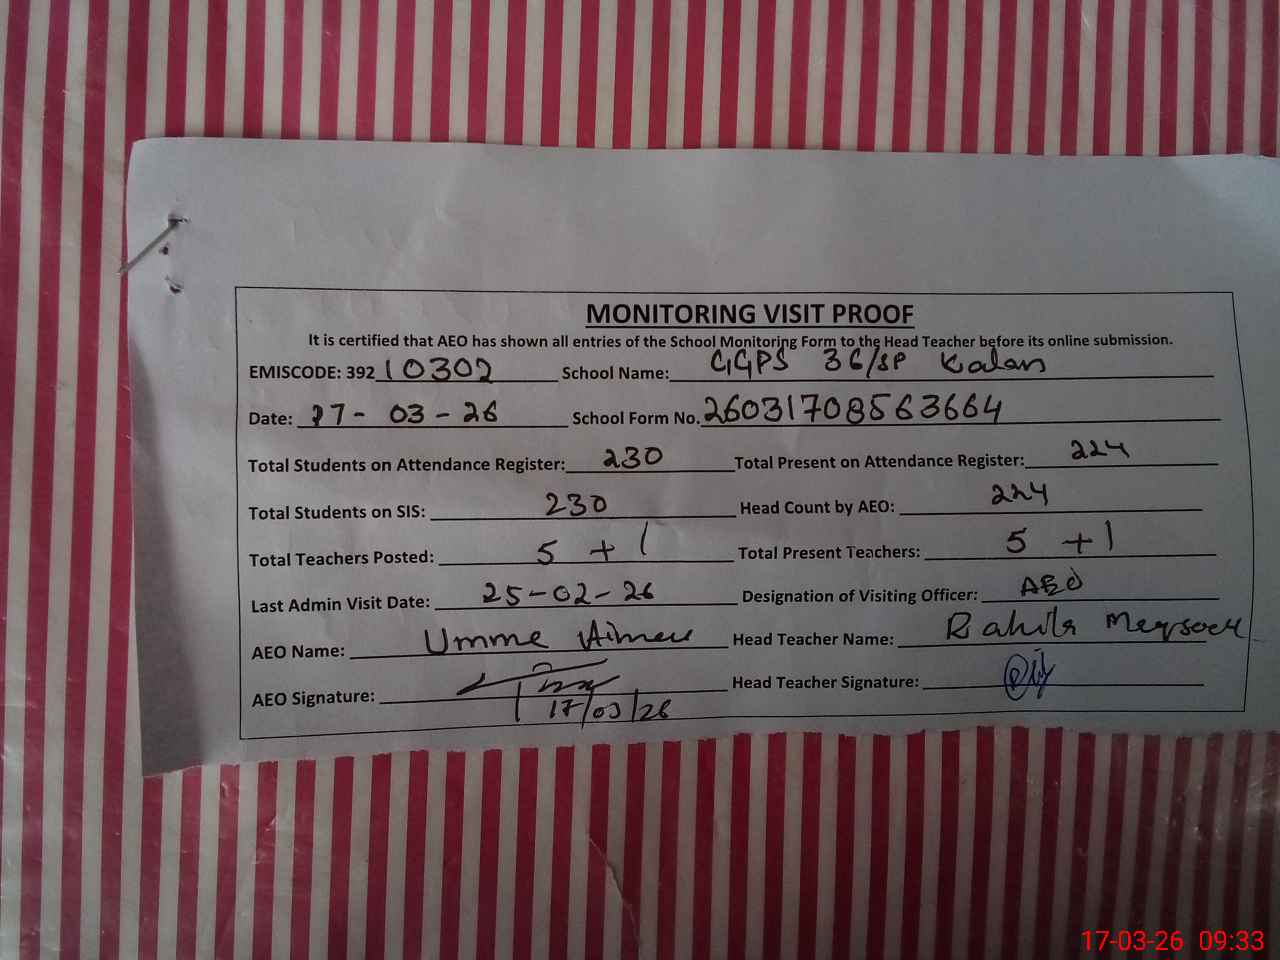 MONITORING VISIT PROOF
It is certified that AEO has shown all entries of the School Monitoring Form to the Head Teacher before its online submission.
EMISCODE: 392 10302 School Name: GGPS 36/SP Kalan
Date: 17-03-26 School Form No. 26031708563664
Total Students on Attendance Register: 230 Total Present on Attendance Register: 224
Total Students on SIS: 230 Head Count by AEO: 224
Total Teachers Posted: 5 + 1 Total Present Teachers: 5 + 1
Last Admin Visit Date: 25-02-26 Designation of Visiting Officer: AEO
AEO Name: Umme Head Teacher Name: Rahila
AEO Signature: 17/03/26 Head Teacher Signature:
17-03-26 09:33